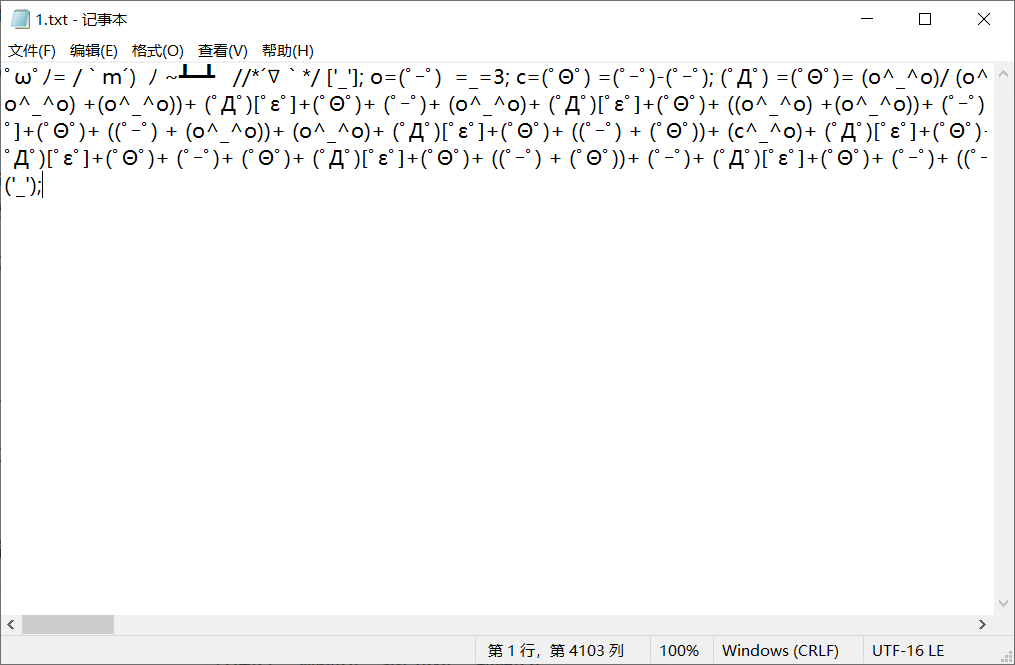 1.txt - 记事本
文件(F) 编辑(E) 格式(O) 查看(V) 帮助(H)
ﾟωﾟﾉ= /｀ｍ´）ﾉ ~┻━┻   //*´∇｀*/ ['_']; o=(ﾟｰﾟ)  =_=3; c=(ﾟΘﾟ) =(ﾟｰﾟ)-(ﾟｰﾟ); (ﾟДﾟ) =(ﾟΘﾟ)= (o^_^o)/ (o^
o^_^o) +(o^_^o))+ (ﾟДﾟ)[ﾟεﾟ]+(ﾟΘﾟ)+ (ﾟｰﾟ)+ (o^_^o)+ (ﾟДﾟ)[ﾟεﾟ]+(ﾟΘﾟ)+ ((o^_^o) +(o^_^o))+ (ﾟｰﾟ)
ﾟ]+(ﾟΘﾟ)+ ((ﾟｰﾟ) + (o^_^o))+ (o^_^o)+ (ﾟДﾟ)[ﾟεﾟ]+(ﾟΘﾟ)+ ((ﾟｰﾟ) + (ﾟΘﾟ))+ (c^_^o)+ (ﾟДﾟ)[ﾟεﾟ]+(ﾟΘﾟ)
ﾟДﾟ)[ﾟεﾟ]+(ﾟΘﾟ)+ (ﾟｰﾟ)+ (ﾟΘﾟ)+ (ﾟДﾟ)[ﾟεﾟ]+(ﾟΘﾟ)+ ((ﾟｰﾟ) + (ﾟΘﾟ))+ (ﾟｰﾟ)+ (ﾟДﾟ)[ﾟεﾟ]+(ﾟΘﾟ)+ (ﾟｰﾟ)+ ((ﾟｰ
('_');
第 1 行，第 4103 列 100% Windows (CRLF) UTF-16 LE